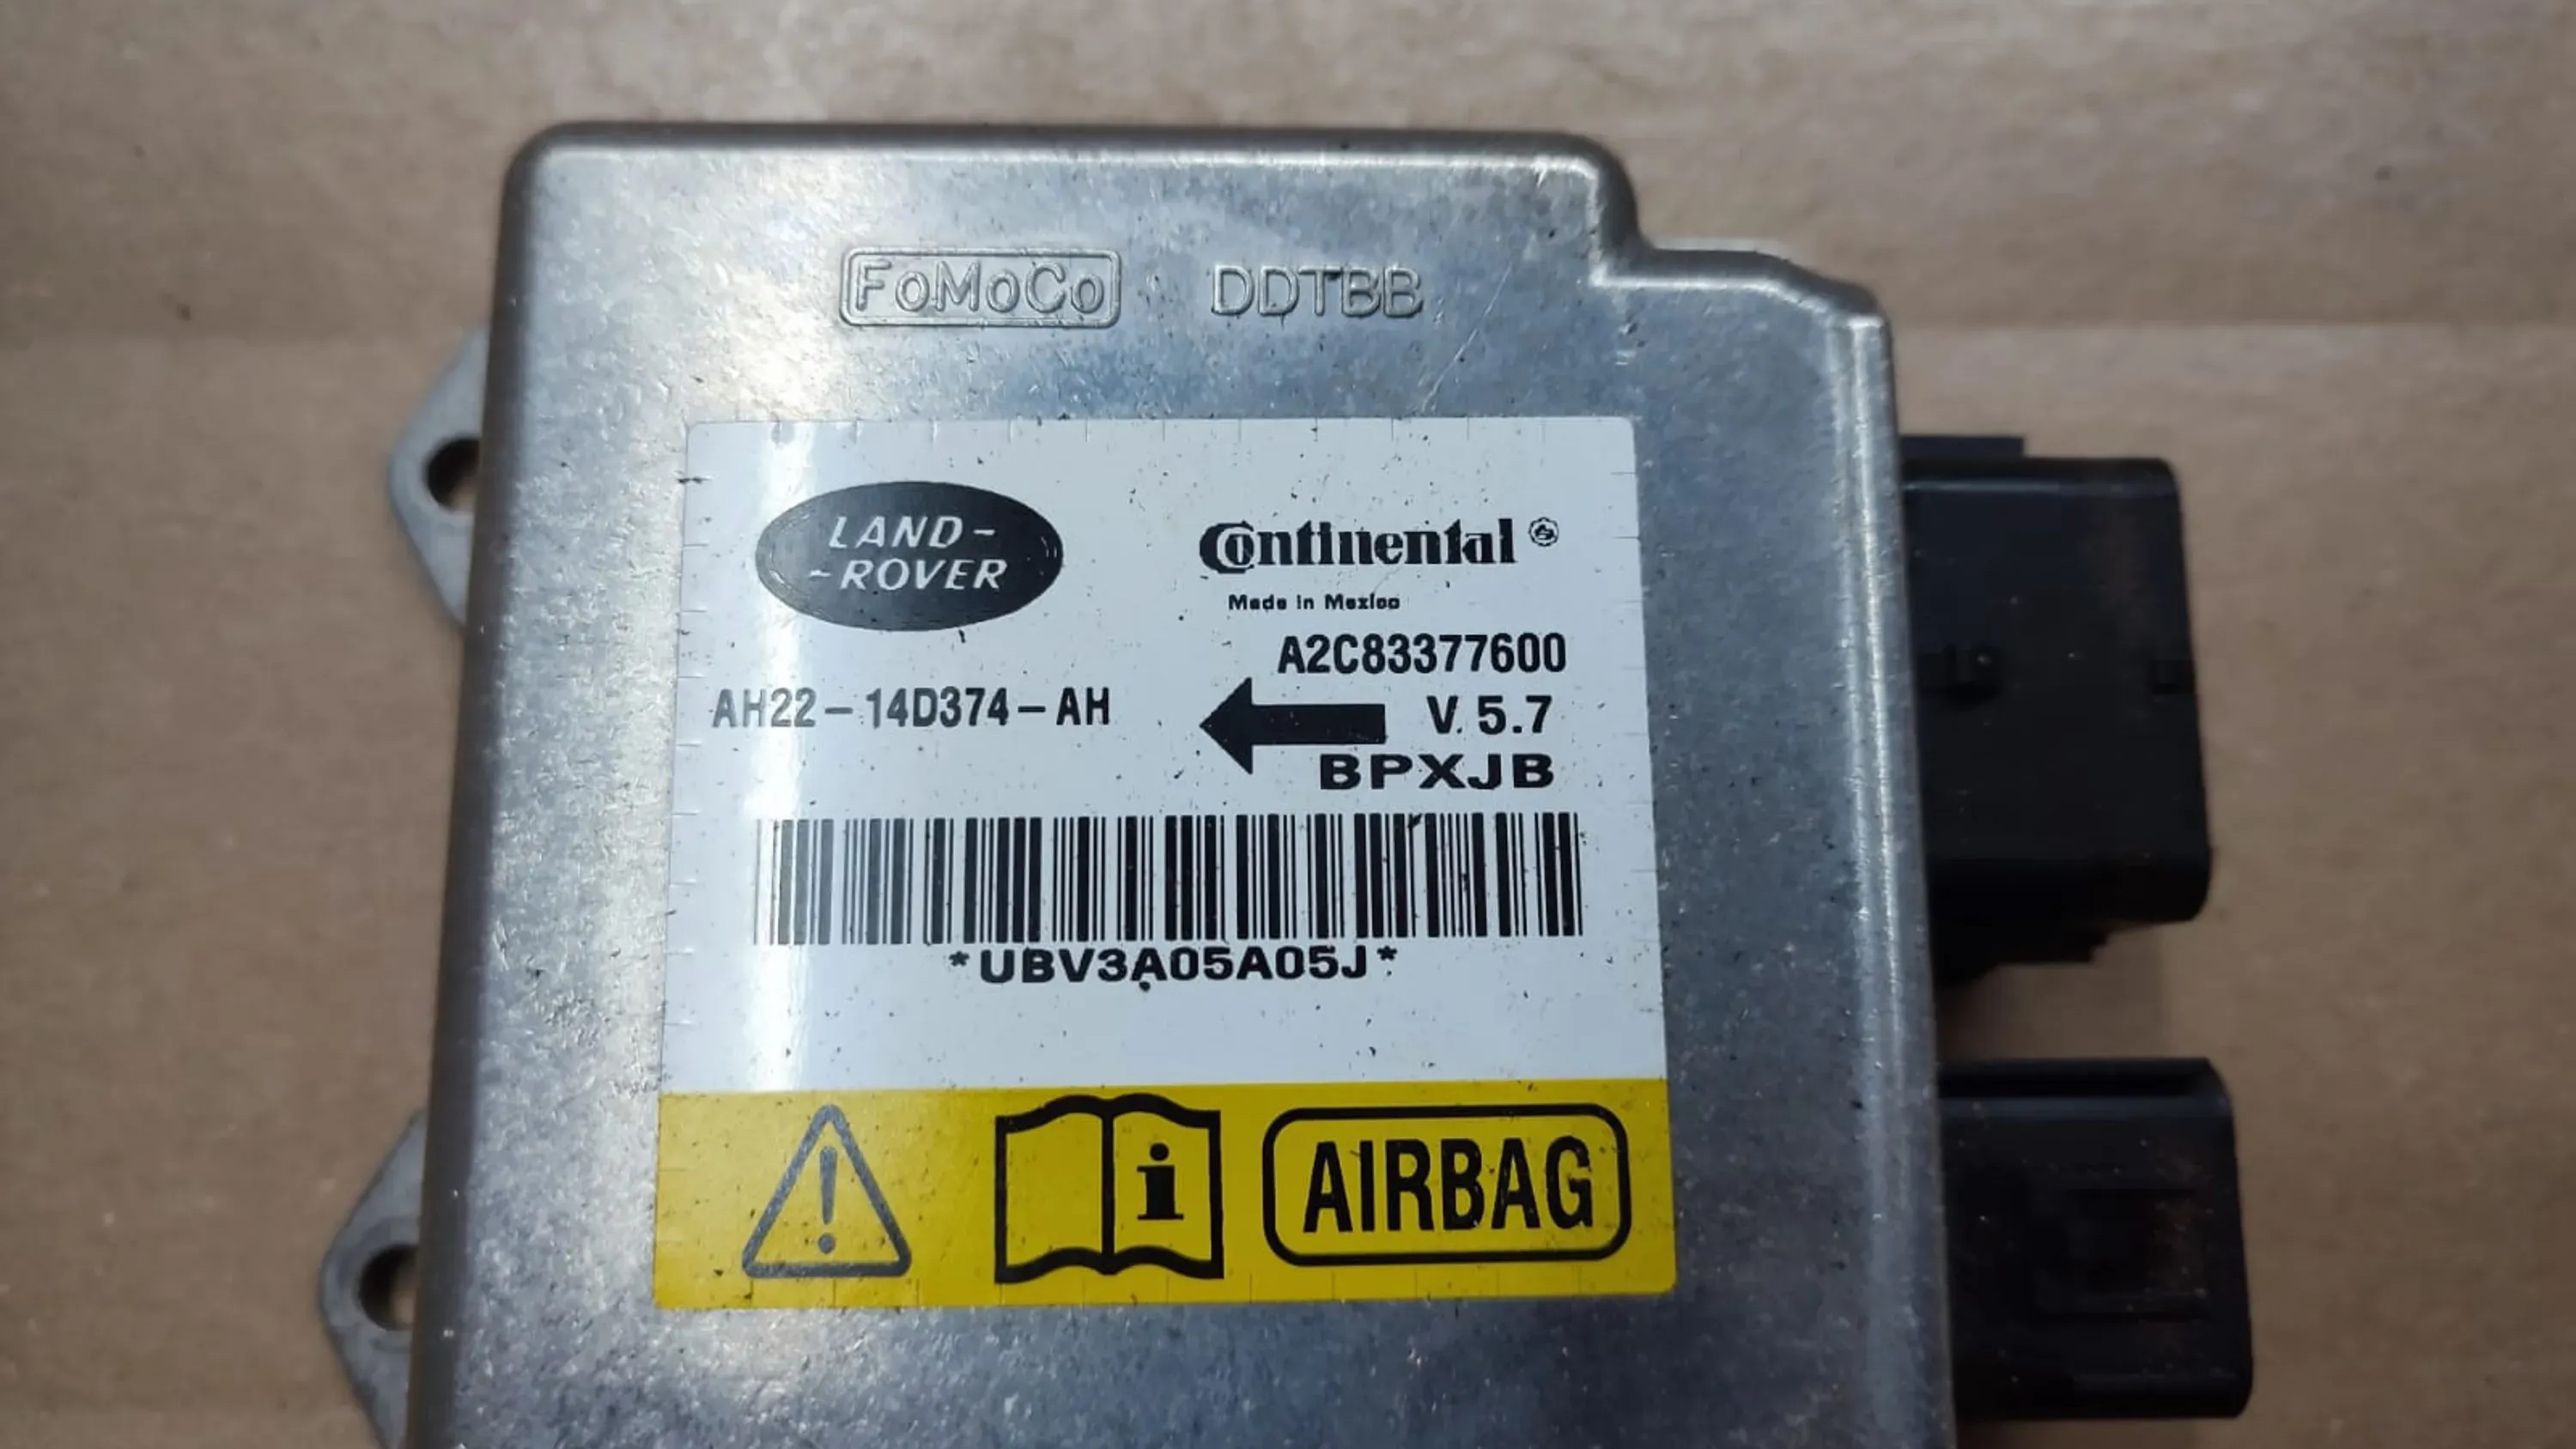 FoMoCo DDTBB
LAND-
-ROVER
Continental
Made in Mexico
A2C83377600
AH22-14D374-AH
V. 5.7
BPXJB
*UBV3A05A05J*
! i AIRBAG